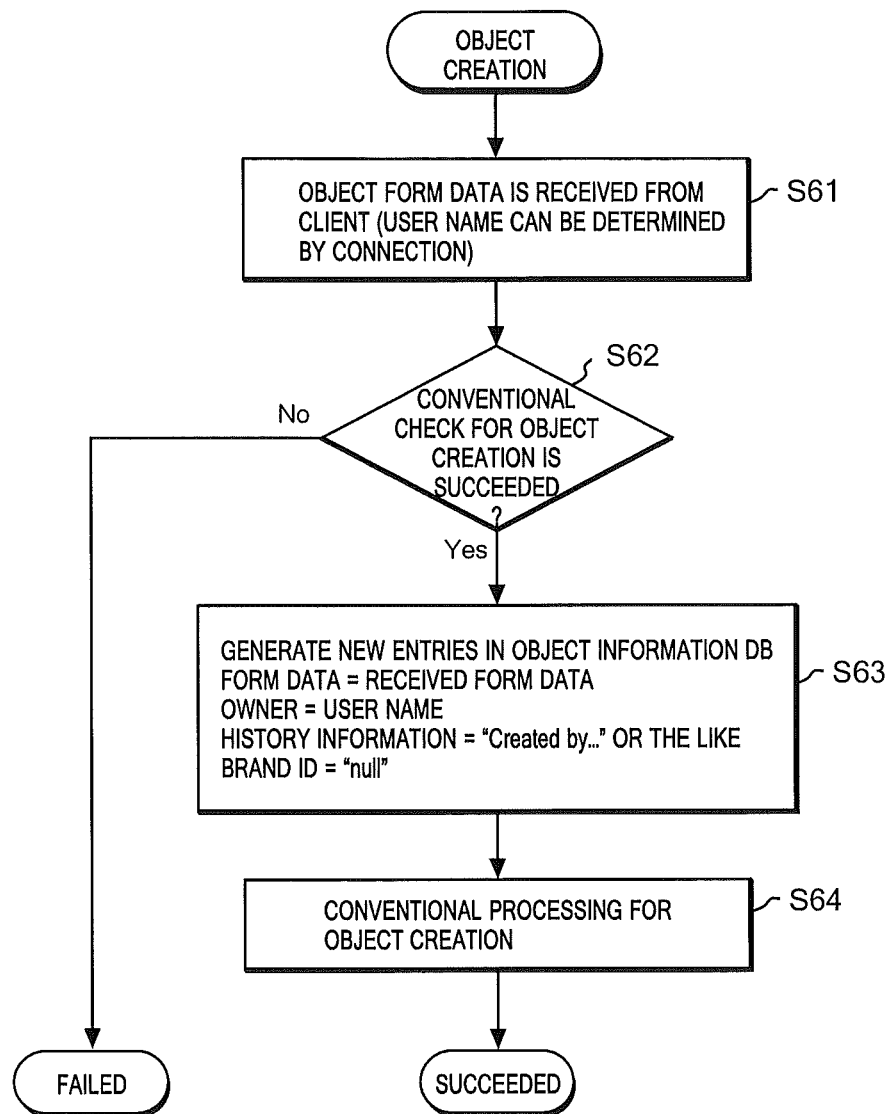 OBJECT
CREATION
OBJECT FORM DATA IS RECEIVED FROM
CLIENT (USER NAME CAN BE DETERMINED
BY CONNECTION)
S61
S62
CONVENTIONAL
CHECK FOR OBJECT
CREATION IS
SUCCEEDED
?
No
Yes
GENERATE NEW ENTRIES IN OBJECT INFORMATION DB
FORM DATA = RECEIVED FORM DATA
OWNER = USER NAME
HISTORY INFORMATION = “Created by...” OR THE LIKE
BRAND ID = “null”
S63
CONVENTIONAL PROCESSING FOR
OBJECT CREATION
S64
FAILED
SUCCEEDED